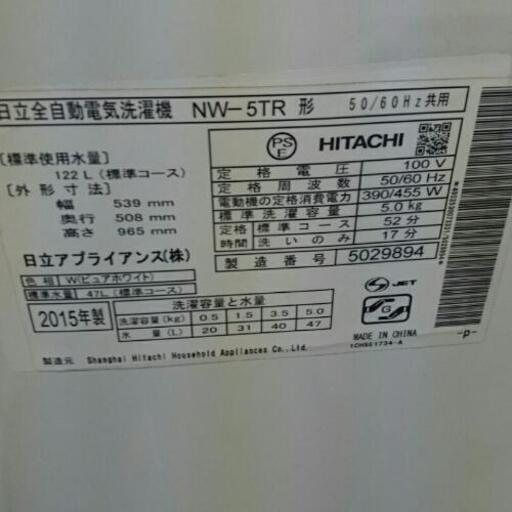 日立全自動電気洗濯機 NW-5TR 形 50/60Hz共用
[標準使用水量]
122 L (標準コース)
[外形寸法]
幅 539 mm
奥行 508 mm
高さ 965 mm
日立アプライアンス(株)
色相 W(ピュアホワイト)
標準水量 47L (標準コース)
2015年製
PS E HITACHI
定格電圧 100 V
定格周波数 50/60 Hz
電動機の定格消費電力 390/455 W
標準洗濯容量 5.0kg
定格時間 標準コース 52分
洗いのみ 17分
製造番号 5029894
洗濯容量と水量
洗濯容量(kg) 0.5 1.5 3.5 5.0
水量(L) 20 31 40 47
S JET
G
MADE IN CHINA
-p-
製造元 Shanghai Hitachi Household Appliances Co., Ltd.